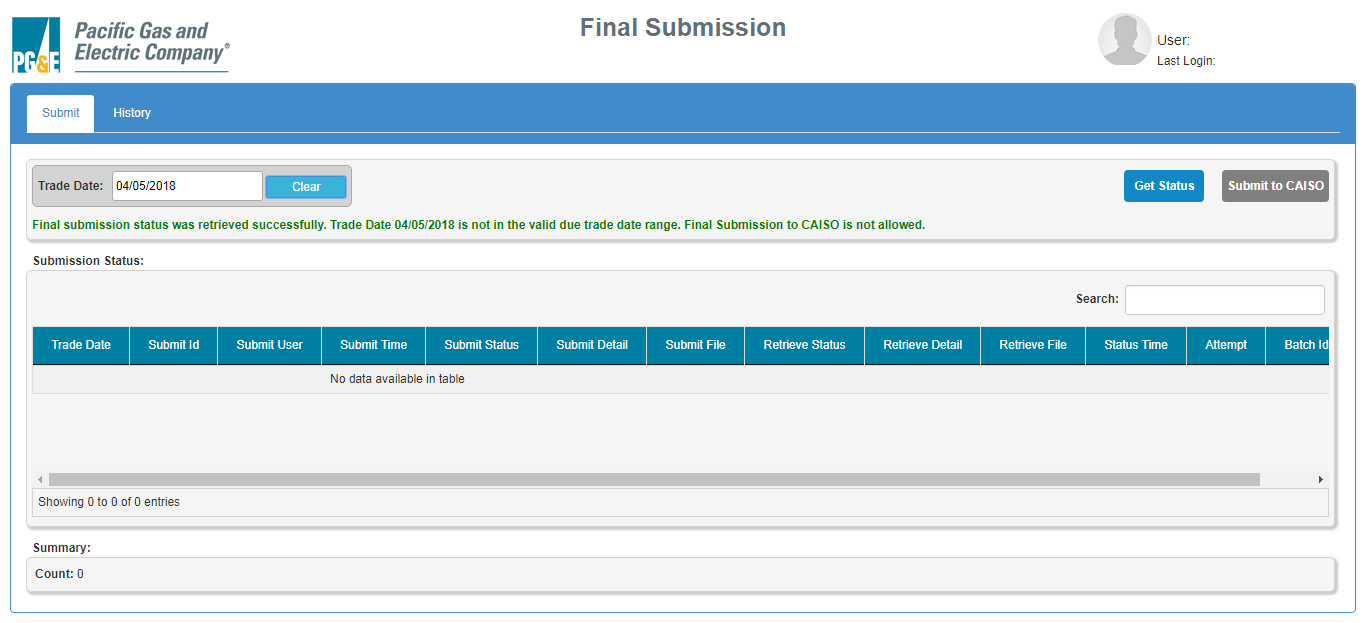 PG&E
Pacific Gas and
Electric Company®
Final Submission
User:
Last Login:
Submit History
Trade Date: 04/05/2018 Clear Get Status Submit to CAISO
Final submission status was retrieved successfully. Trade Date 04/05/2018 is not in the valid due trade date range. Final Submission to CAISO is not allowed.
Submission Status:
Search:
Trade Date Submit Id Submit User Submit Time Submit Status Submit Detail Submit File Retrieve Status Retrieve Detail Retrieve File Status Time Attempt Batch Id
No data available in table
Showing 0 to 0 of 0 entries
Summary:
Count: 0